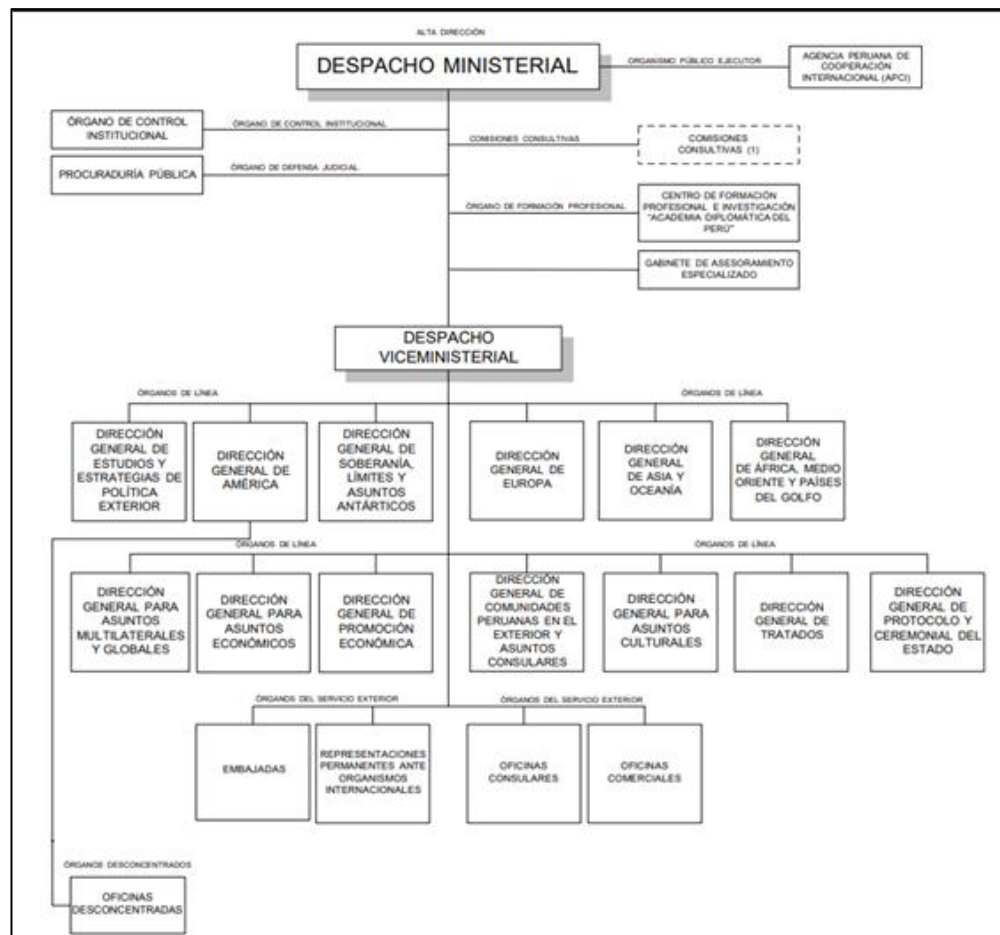 ALTA DIRECCIÓN
DESPACHO MINISTERIAL
ORGANISMO PÚBLICO EJECUTOR
AGENCIA PERUANA DE
COOPERACIÓN
INTERNACIONAL (APCI)
ÓRGANO DE CONTROL
INSTITUCIONAL
ÓRGANO DE CONTROL INSTITUCIONAL
COMISIONES CONSULTIVAS
COMISIONES
CONSULTIVAS (1)
PROCURADURÍA PÚBLICA
ÓRGANO DE DEFENSA JUDICIAL
ÓRGANO DE FORMACIÓN PROFESIONAL
CENTRO DE FORMACIÓN
PROFESIONAL E INVESTIGACIÓN
"ACADEMIA DIPLOMÁTICA DEL
PERÚ"
GABINETE DE ASESORAMIENTO
ESPECIALIZADO
DESPACHO
VICEMINISTERIAL
ÓRGANOS DE LÍNEA
ÓRGANOS DE LÍNEA
DIRECCIÓN
GENERAL DE
ESTUDIOS Y
ESTRATEGIAS DE
POLÍTICA
EXTERIOR
DIRECCIÓN
GENERAL DE
AMÉRICA
DIRECCIÓN
GENERAL DE
SOBERANÍA,
LÍMITES Y
ASUNTOS
ANTÁRTICOS
DIRECCIÓN
GENERAL DE
EUROPA
DIRECCIÓN
GENERAL
DE ASIA Y
OCEANÍA
DIRECCIÓN
GENERAL
DE ÁFRICA, MEDIO
ORIENTE Y PAÍSES
DEL GOLFO
ÓRGANOS DE LÍNEA
ÓRGANOS DE LÍNEA
DIRECCIÓN
GENERAL PARA
ASUNTOS
MULTILATERALES
Y GLOBALES
DIRECCIÓN
GENERAL PARA
ASUNTOS
ECONÓMICOS
DIRECCIÓN
GENERAL DE
PROMOCIÓN
ECONÓMICA
DIRECCIÓN
GENERAL DE
COMUNIDADES
PERUANAS EN EL
EXTERIOR Y
ASUNTOS
CONSULARES
DIRECCIÓN
GENERAL PARA
ASUNTOS
CULTURALES
DIRECCIÓN
GENERAL DE
TRATADOS
DIRECCIÓN
GENERAL DE
PROTOCOLO Y
CEREMONIAL DEL
ESTADO
ÓRGANOS DEL SERVICIO EXTERIOR
ÓRGANOS DEL SERVICIO EXTERIOR
EMBAJADAS
REPRESENTACIONES
PERMANENTES ANTE
ORGANISMOS
INTERNACIONALES
OFICINAS
CONSULARES
OFICINAS
COMERCIALES
ÓRGANOS DESCONCENTRADOS
OFICINAS
DESCONCENTRADAS